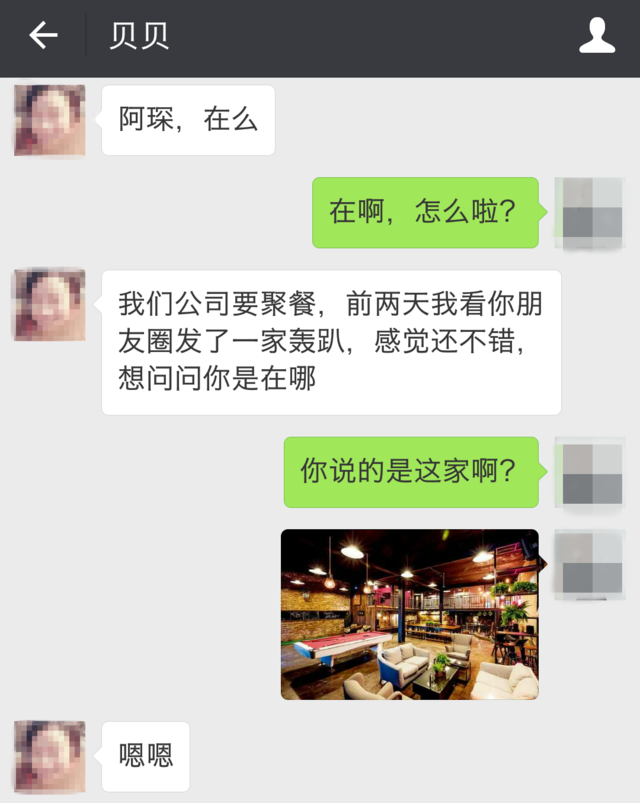 贝贝
阿琛，在么
在啊，怎么啦？
我们公司要聚餐，前两天我看你朋
友圈发了一家轰趴，感觉还不错，
想问问你是在哪
你说的是这家啊？
嗯嗯